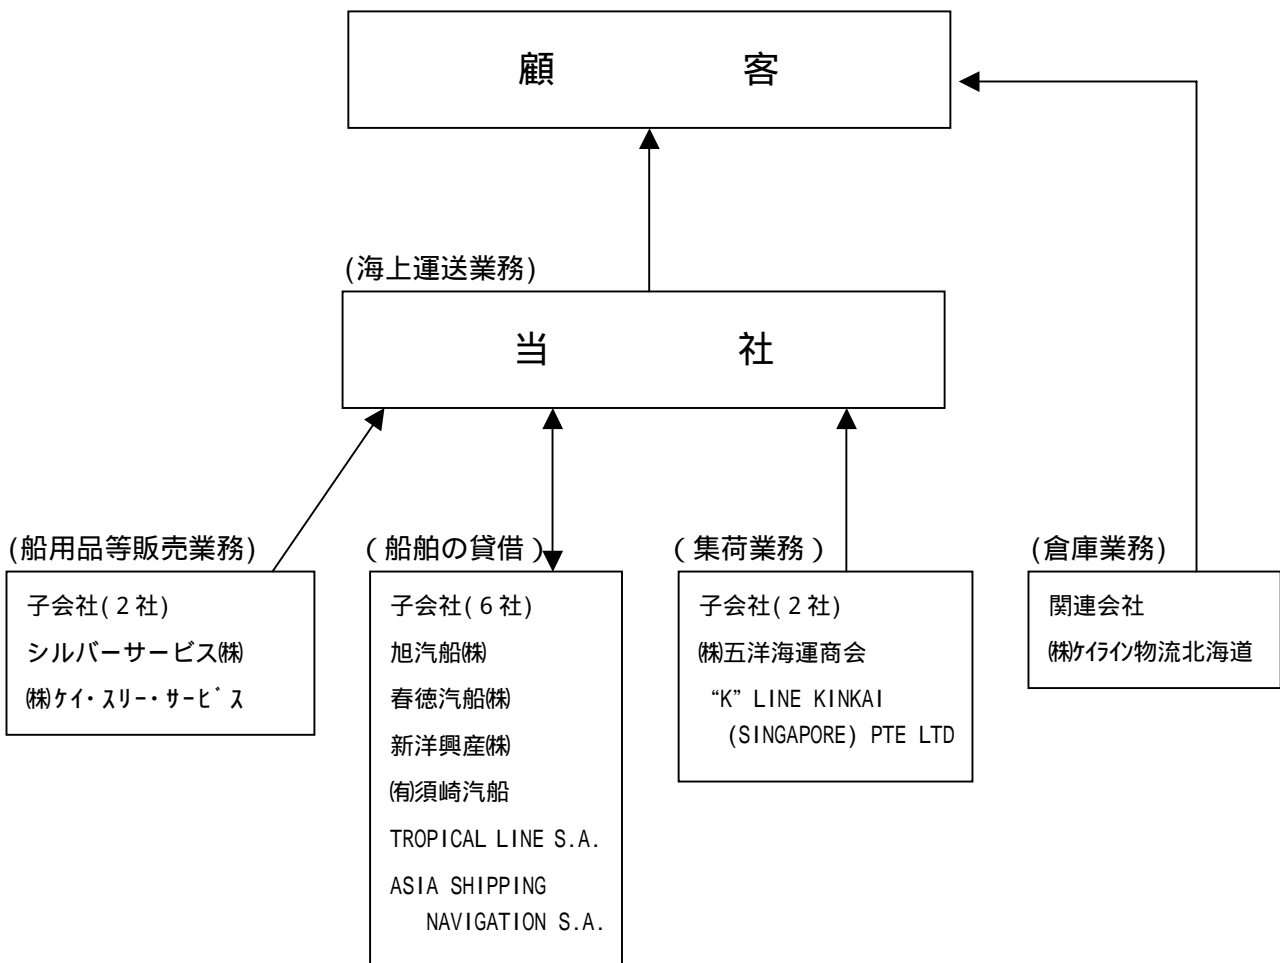 顧 客
(海上運送業務)
当 社
(船用品等販売業務)
子会社(2社)
シルバーサービス㈱
㈱ケイ・スリー・サービス
(船舶の貸借)
子会社(6社)
旭汽船㈱
春徳汽船㈱
新洋興産㈱
㈲須崎汽船
TROPICAL LINE S.A.
ASIA SHIPPING
NAVIGATION S.A.
(集荷業務)
子会社(2社)
㈱五洋海運商会
“K” LINE KINKAI
(SINGAPORE) PTE LTD
(倉庫業務)
関連会社
㈱ケイライン物流北海道